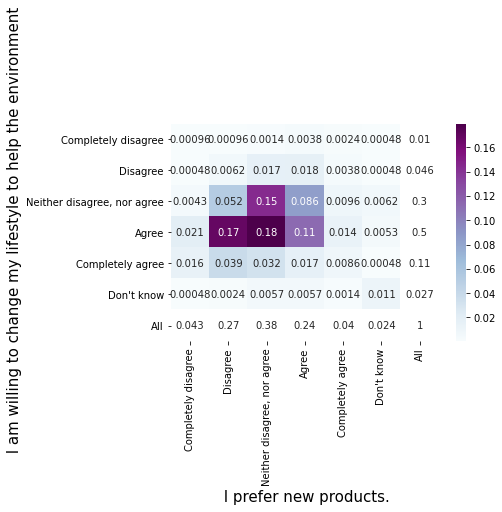 I am willing to change my lifestyle to help the environment
Completely disagree 0.00096 0.00096 0.0014 0.0038 0.0024 0.00048 0.01
Disagree 0.00048 0.0062 0.017 0.018 0.0038 0.00048 0.046
Neither disagree, nor agree 0.0043 0.052 0.15 0.086 0.0096 0.0062 0.3
Agree 0.021 0.17 0.18 0.11 0.014 0.0053 0.5
Completely agree 0.016 0.039 0.032 0.017 0.0086 0.00048 0.11
Don't know 0.00048 0.0024 0.0057 0.0057 0.0014 0.011 0.027
All 0.043 0.27 0.38 0.24 0.04 0.024 1
Completely disagree
Disagree
Neither disagree, nor agree
Agree
Completely agree
Don't know
All
I prefer new products.
0.16
0.14
0.12
0.10
0.08
0.06
0.04
0.02